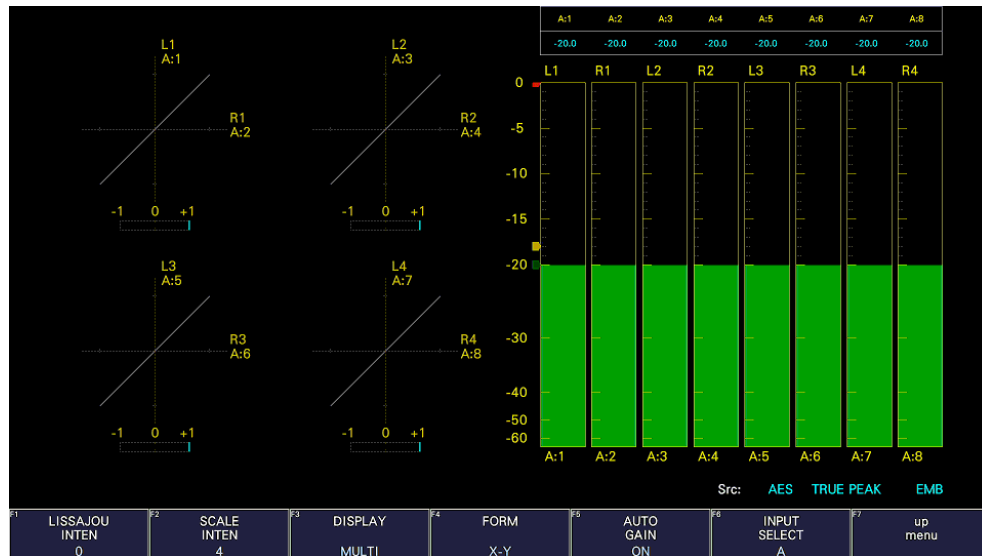 L1
A:1
R1
A:2
-1 0 +1
L2
A:3
R2
A:4
-1 0 +1
L3
A:5
R3
A:6
-1 0 +1
L4
A:7
R4
A:8
-1 0 +1
A:1 A:2 A:3 A:4 A:5 A:6 A:7 A:8
-20.0 -20.0 -20.0 -20.0 -20.0 -20.0 -20.0 -20.0
L1 R1 L2 R2 L3 R3 L4 R4
0
-5
-10
-15
-20
-30
-40
-50
-60
A:1 A:2 A:3 A:4 A:5 A:6 A:7 A:8
Src: AES TRUE PEAK EMB
F1 LISSAJOU INTEN 0
F2 SCALE INTEN 4
F3 DISPLAY MULTI
F4 FORM X-Y
F5 AUTO GAIN ON
F6 INPUT SELECT A
F7 up menu